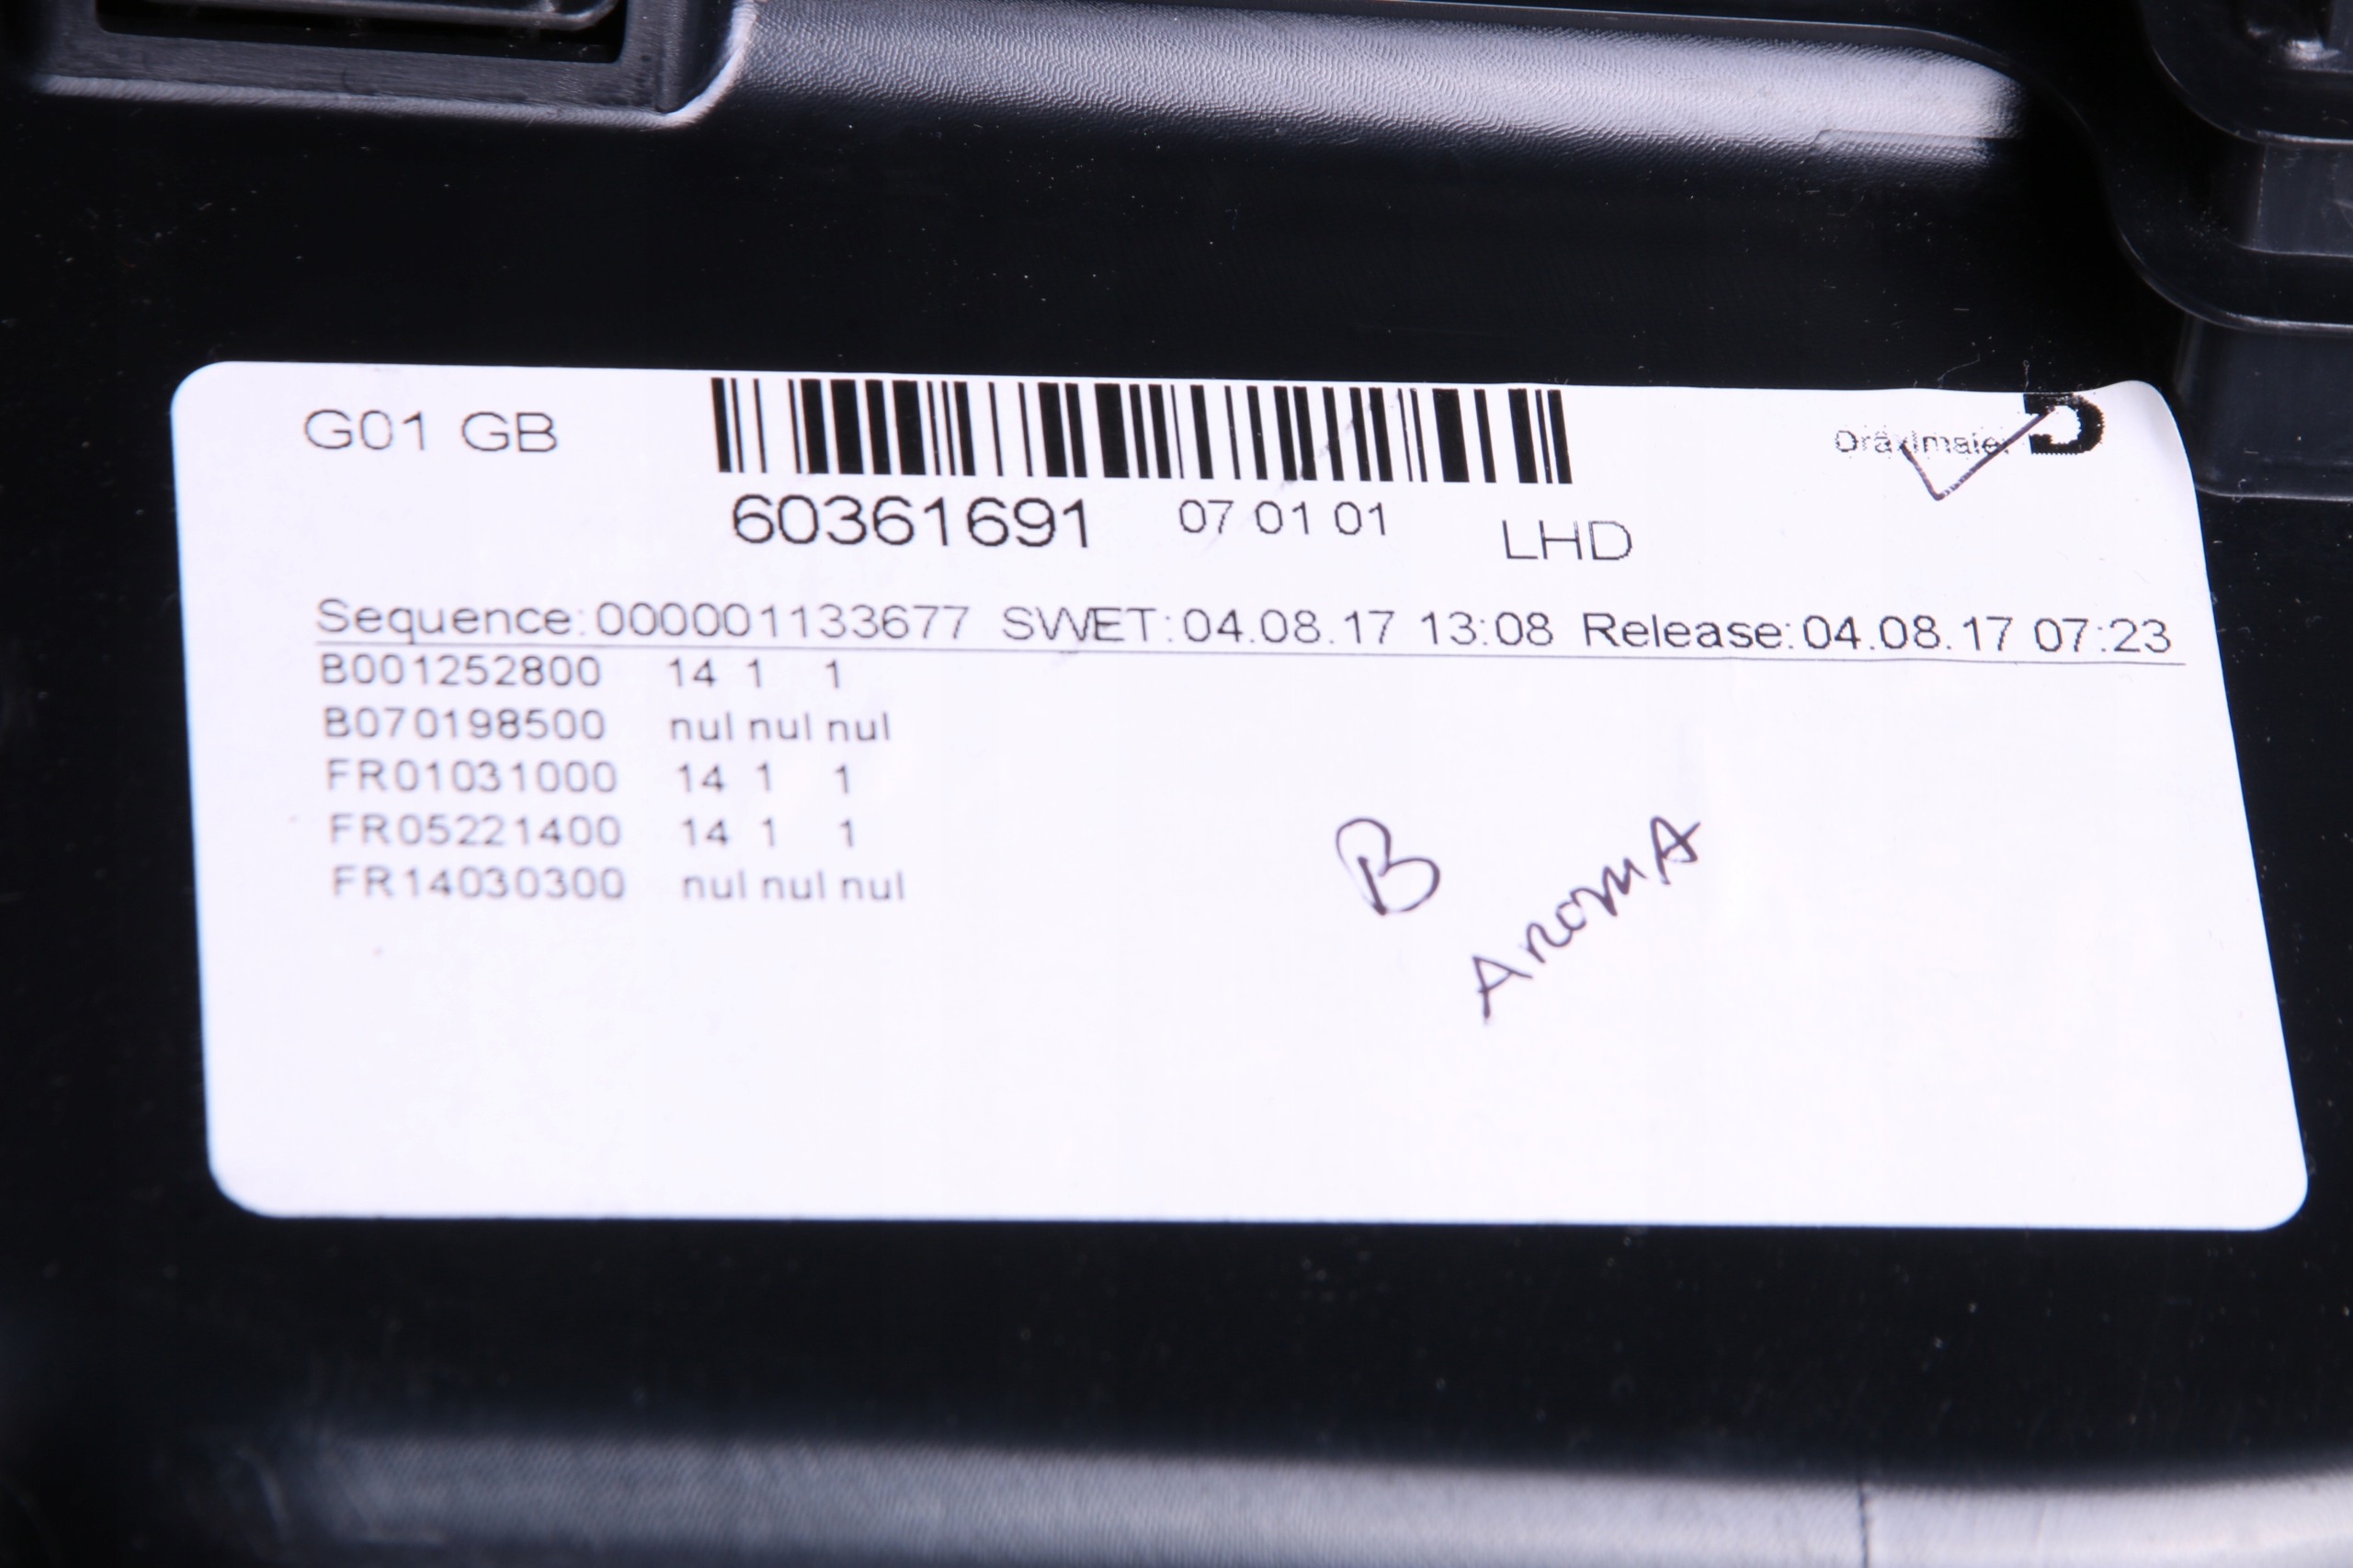 G01 GB
Dräxlmaier
60361691 07 01 01 LHD
Sequence:000001133677 SWET:04.08.17 13:08 Release:04.08.17 07:23
B001252800 14 1 1
B070198500 nul nul nul
FR01031000 14 1 1
FR05221400 14 1 1
FR14030300 nul nul nul
B
AnomA